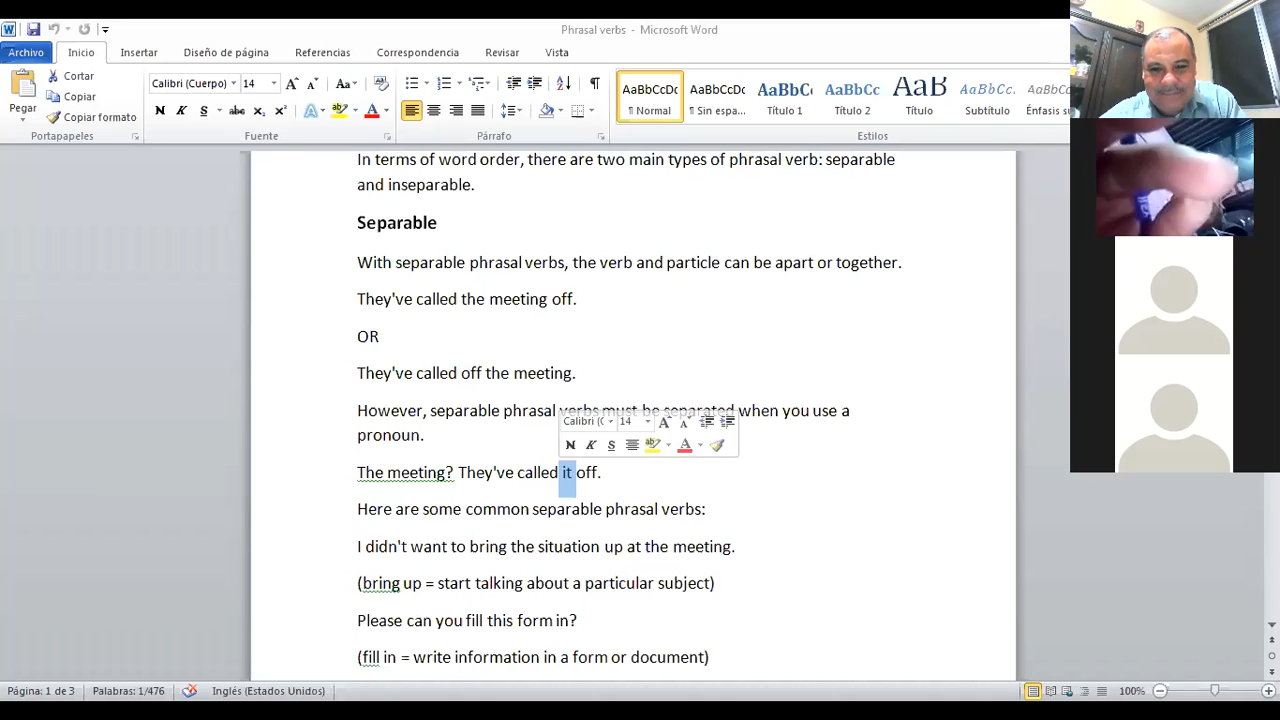 Phrasal verbs - Microsoft Word
Archivo Inicio Insertar Diseño de página Referencias Correspondencia Revisar Vista
Pegar
Cortar
Copiar
Copiar formato
Portapapeles
Calibri (Cuerpo) 14
N K S abc x₂ x²
Fuente
Párrafo
AaBbCcDc AaBbCcDc AaBbC AaBbCc AaB AaBbCc. AaBbCcD
¶ Normal ¶ Sin espa... Título 1 Título 2 Título Subtítulo Énfasis su
Estilos
In terms of word order, there are two main types of phrasal verb: separable
and inseparable.
Separable
With separable phrasal verbs, the verb and particle can be apart or together.
They've called the meeting off.
OR
They've called off the meeting.
However, separable phrasal verbs must be separated when you use a
pronoun.
Calibri (C 14
N K S
The meeting? They've called it off.
Here are some common separable phrasal verbs:
I didn't want to bring the situation up at the meeting.
(bring up = start talking about a particular subject)
Please can you fill this form in?
(fill in = write information in a form or document)
Página: 1 de 3 Palabras: 1/476 Inglés (Estados Unidos) 100%